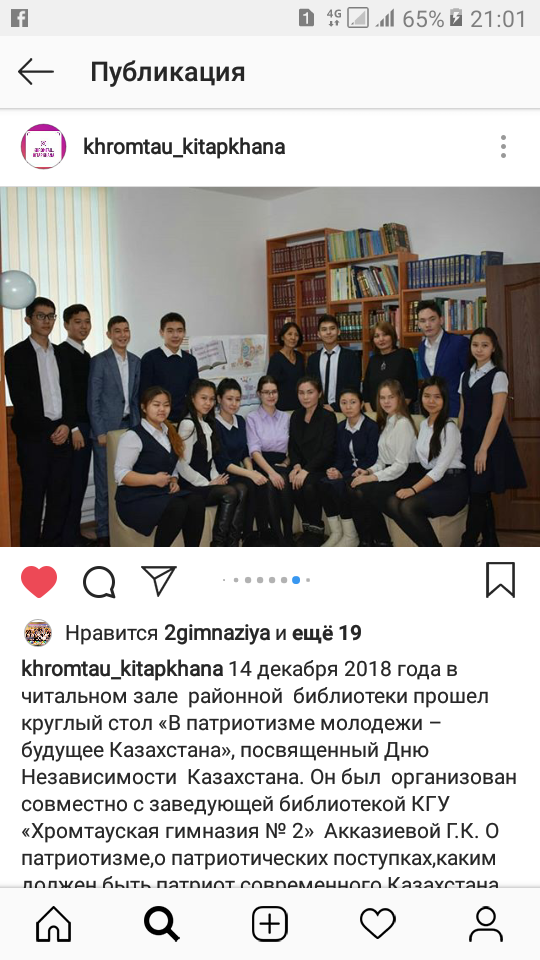 1 4G 65% 21:01
Публикация
khromtau_kitapkhana
Нравится 2gimnaziya и ещё 19
khromtau_kitapkhana 14 декабря 2018 года в
читальном зале районной библиотеки прошел
круглый стол «В патриотизме молодежи –
будущее Казахстана», посвященный Дню
Независимости Казахстана. Он был организован
совместно с заведующей библиотекой КГУ
«Хромтауская гимназия № 2» Акказиевой Г.К. О
патриотизме,о патриотических поступках,каким
должен быть патриот современного Казахстана